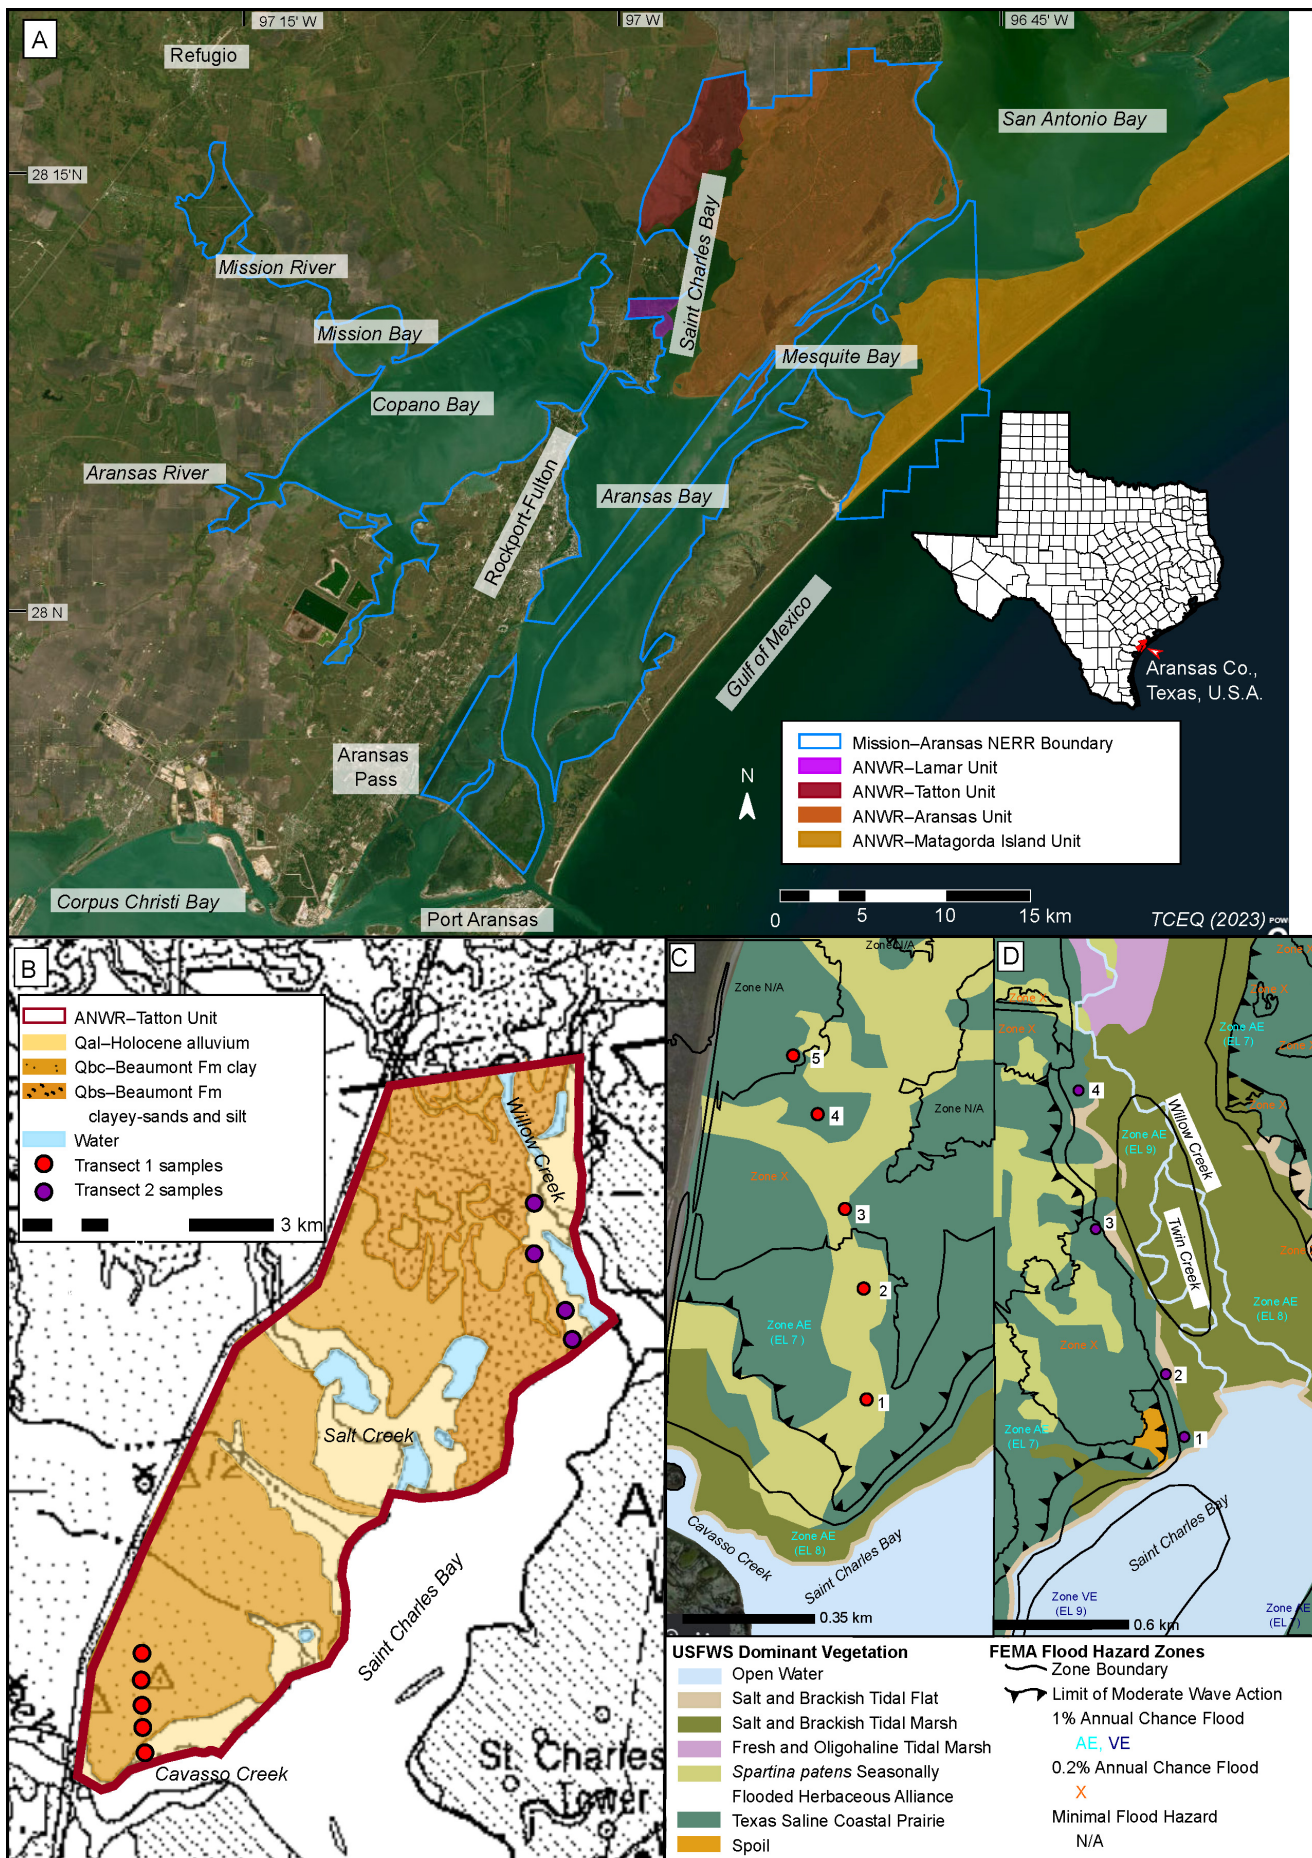 A
97 15' W
97 W
96 45' W
Refugio
San Antonio Bay
28 15'N
Saint Charles Bay
Mission River
Mission Bay
Mesquite Bay
Copano Bay
Aransas River
Rockport-Fulton
Aransas Bay
28 N
Gulf of Mexico
Aransas Co.,
Texas, U.S.A.
Aransas
Pass
N
Mission–Aransas NERR Boundary
ANWR–Lamar Unit
ANWR–Tatton Unit
ANWR–Aransas Unit
ANWR–Matagorda Island Unit
Corpus Christi Bay
Port Aransas
0 5 10 15 km
TCEQ (2023)
POW
B
ANWR–Tatton Unit
Qal–Holocene alluvium
Qbc–Beaumont Fm clay
Qbs–Beaumont Fm
clayey-sands and silt
Water
Transect 1 samples
Transect 2 samples
3 km
Willow Creek
Salt Creek
Saint Charles Bay
Cavasso Creek
A
St. Charles
Tower
C
Zone N/A
Zone N/A
5
4
Zone N/A
Zone X
3
2
Zone AE
(EL 7)
1
Zone AE
(EL 8)
Cavasso Creek
Saint Charles Bay
0.35 km
D
Zone X
Zone X
Zone X
Zone X
Zone AE
(EL 7)
Zone X
4
Zone AE
(EL 9)
Willow Creek
3
Twin Creek
Zone
Zone AE
(EL 8)
Zone X
2
Zone AE
(EL 7)
1
Saint Charles Bay
Zone VE
(EL 9)
Zone AE
0.6 km
USFWS Dominant Vegetation
Open Water
Salt and Brackish Tidal Flat
Salt and Brackish Tidal Marsh
Fresh and Oligohaline Tidal Marsh
Spartina patens Seasonally
Flooded Herbaceous Alliance
Texas Saline Coastal Prairie
Spoil
FEMA Flood Hazard Zones
Zone Boundary
Limit of Moderate Wave Action
1% Annual Chance Flood
AE, VE
0.2% Annual Chance Flood
X
Minimal Flood Hazard
N/A